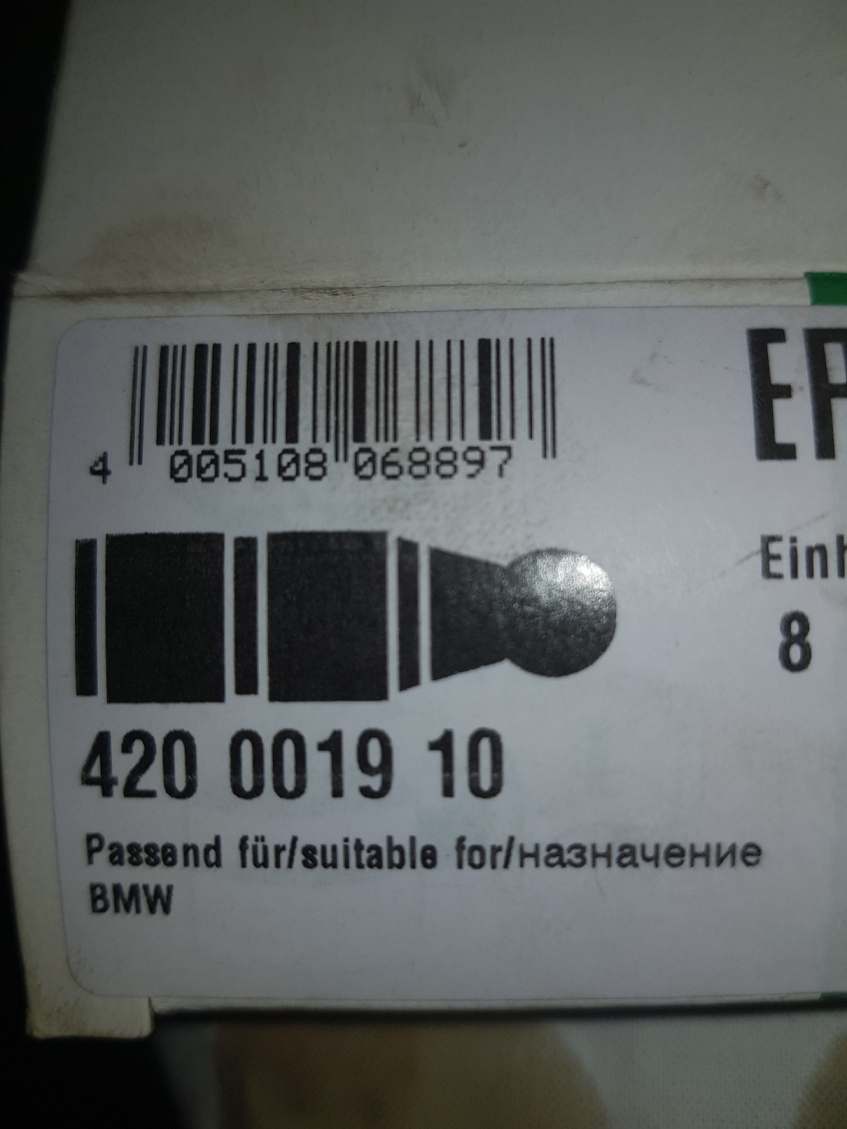 4 005108 068897
EP
Einh
8
420 0019 10
Passend für/suitable for/назначение
BMW